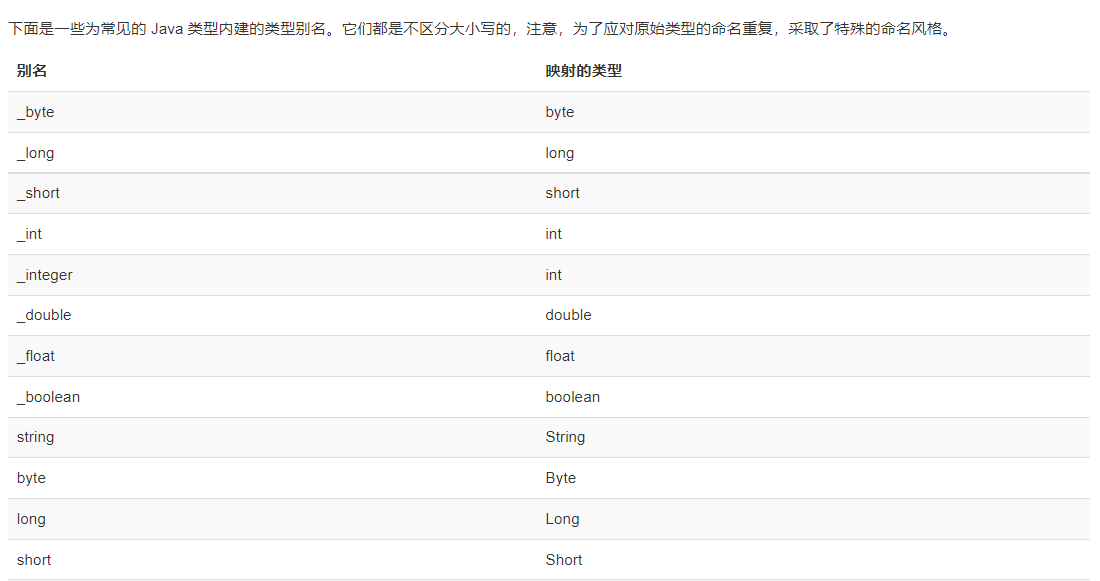 下面是一些为常见的 Java 类型内建的类型别名。它们都是不区分大小写的，注意，为了应对原始类型的命名重复，采取了特殊的命名风格。
别名 映射的类型
_byte byte
_long long
_short short
_int int
_integer int
_double double
_float float
_boolean boolean
string String
byte Byte
long Long
short Short